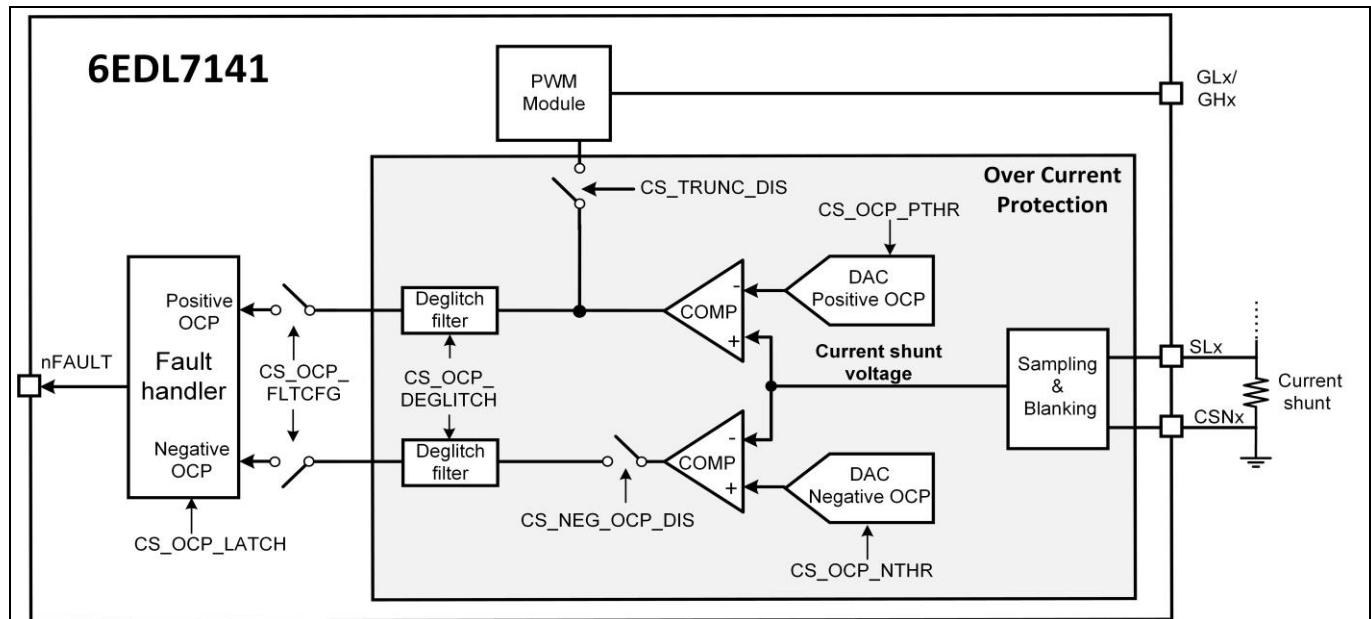 6EDL7141
PWM
Module
GLx/
GHx
CS_TRUNC_DIS
Over Current
Protection
CS_OCP_PTHR
DAC
Positive OCP
-
COMP
+
Deglitch
filter
Positive
OCP
Fault
handler
nFAULT
CS_OCP_
FLTCFG
CS_OCP_
DEGLITCH
Current shunt
voltage
Sampling
&
Blanking
SLx
CSNx
Current
shunt
Negative
OCP
Deglitch
filter
-
COMP
+
DAC
Negative OCP
CS_NEG_OCP_DIS
CS_OCP_LATCH
CS_OCP_NTHR